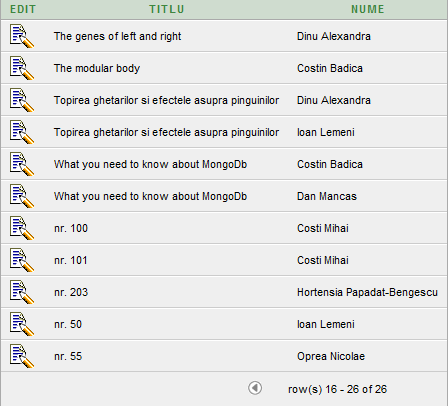 EDIT TITLU NUME
The genes of left and right Dinu Alexandra
The modular body Costin Badica
Topirea ghetarilor si efectele asupra pinguinilor Dinu Alexandra
Topirea ghetarilor si efectele asupra pinguinilor Ioan Lemeni
What you need to know about MongoDb Costin Badica
What you need to know about MongoDb Dan Mancas
nr. 100 Costi Mihai
nr. 101 Costi Mihai
nr. 203 Hortensia Papadat-Bengescu
nr. 50 Ioan Lemeni
nr. 55 Oprea Nicolae
row(s) 16 - 26 of 26